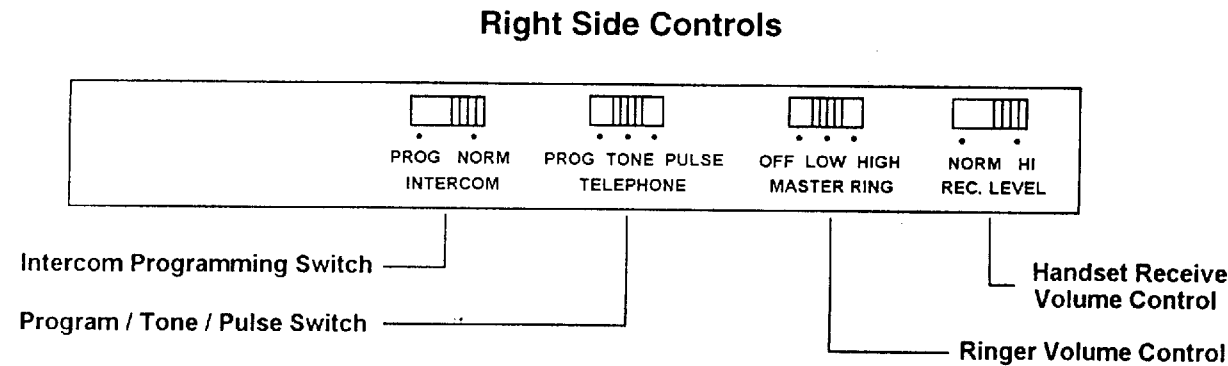 Right Side Controls
PROG NORM PROG TONE PULSE OFF LOW HIGH NORM HI
INTERCOM TELEPHONE MASTER RING REC. LEVEL
Intercom Programming Switch
Program / Tone / Pulse Switch
Handset Receive
Volume Control
Ringer Volume Control